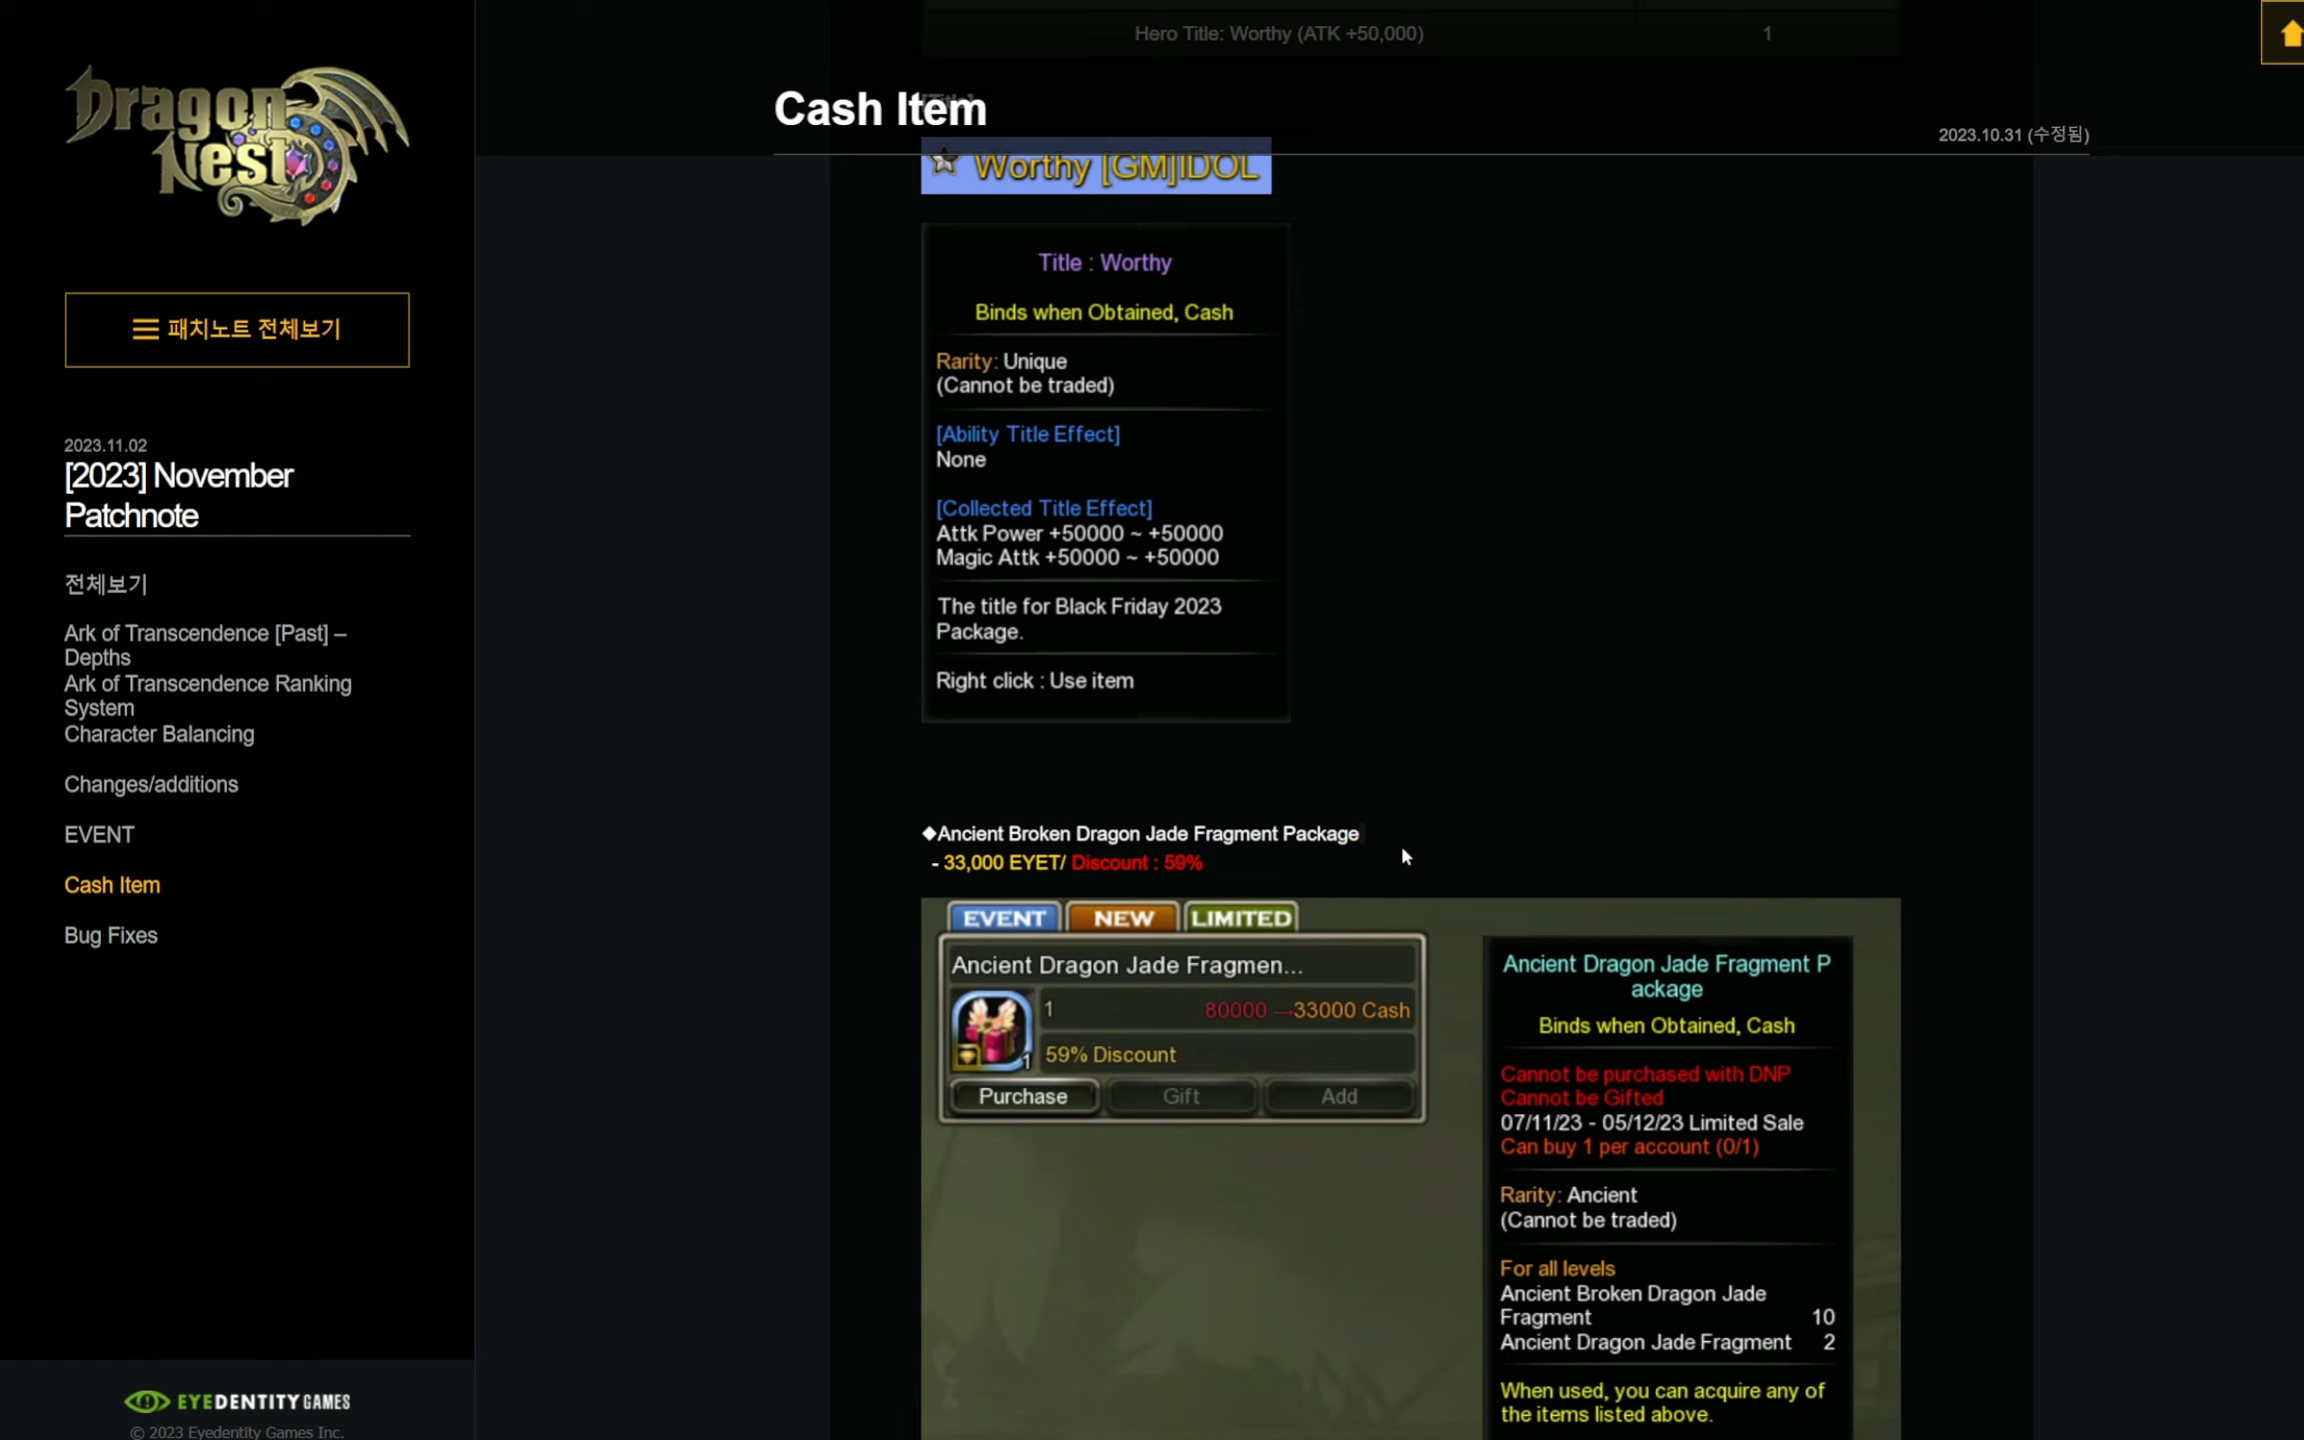 Dragon
Nest
패치노트 전체보기
2023.11.02
[2023] November
Patchnote
전체보기
Ark of Transcendence [Past] –
Depths
Ark of Transcendence Ranking
System
Character Balancing
Changes/additions
EVENT
Cash Item
Bug Fixes
EYEDENTITY GAMES
© 2023 Eyedentity Games Inc.
Hero Title: Worthy (ATK +50,000) 1
Cash Item
2023.10.31 (수정됨)
Worthy [GM]IDOL
Title : Worthy
Binds when Obtained, Cash
Rarity: Unique
(Cannot be traded)
[Ability Title Effect]
None
[Collected Title Effect]
Attk Power +50000 ~ +50000
Magic Attk +50000 ~ +50000
The title for Black Friday 2023
Package.
Right click : Use item
◆Ancient Broken Dragon Jade Fragment Package
- 33,000 EYET/ Discount : 59%
EVENT NEW LIMITED
Ancient Dragon Jade Fragmen...
1 80000 →33000 Cash
1 59% Discount
Purchase Gift Add
Ancient Dragon Jade Fragment P
ackage
Binds when Obtained, Cash
Cannot be purchased with DNP
Cannot be Gifted
07/11/23 - 05/12/23 Limited Sale
Can buy 1 per account (0/1)
Rarity: Ancient
(Cannot be traded)
For all levels
Ancient Broken Dragon Jade
Fragment 10
Ancient Dragon Jade Fragment 2
When used, you can acquire any of
the items listed above.